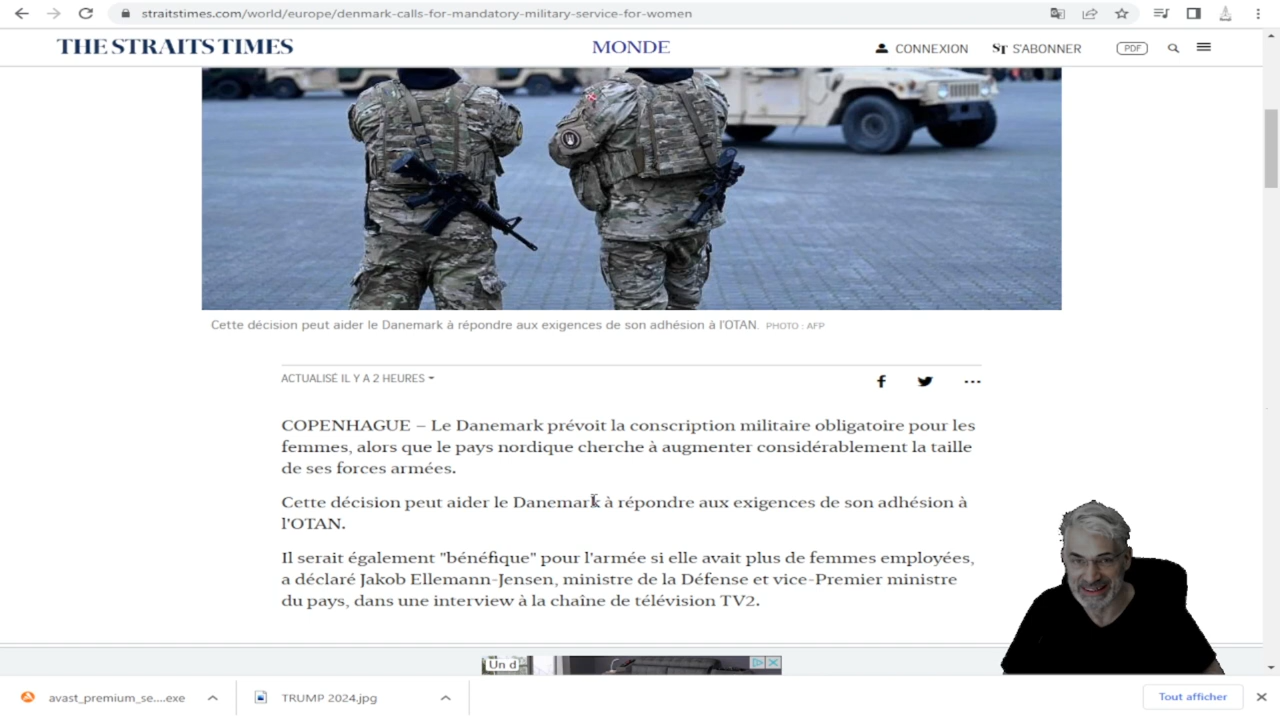 straitstimes.com/world/europe/denmark-calls-for-mandatory-military-service-for-women
THE STRAITS TIMES
MONDE
CONNEXION
ST S'ABONNER
PDF
Cette décision peut aider le Danemark à répondre aux exigences de son adhésion à l'OTAN. PHOTO : AFP
ACTUALISÉ IL Y A 2 HEURES
COPENHAGUE – Le Danemark prévoit la conscription militaire obligatoire pour les
femmes, alors que le pays nordique cherche à augmenter considérablement la taille
de ses forces armées.
Cette décision peut aider le Danemark à répondre aux exigences de son adhésion à
l'OTAN.
Il serait également "bénéfique" pour l'armée si elle avait plus de femmes employées,
a déclaré Jakob Ellemann-Jensen, ministre de la Défense et vice-Premier ministre
du pays, dans une interview à la chaîne de télévision TV2.
Un d
avast_premium_se....exe
TRUMP 2024.jpg
Tout afficher